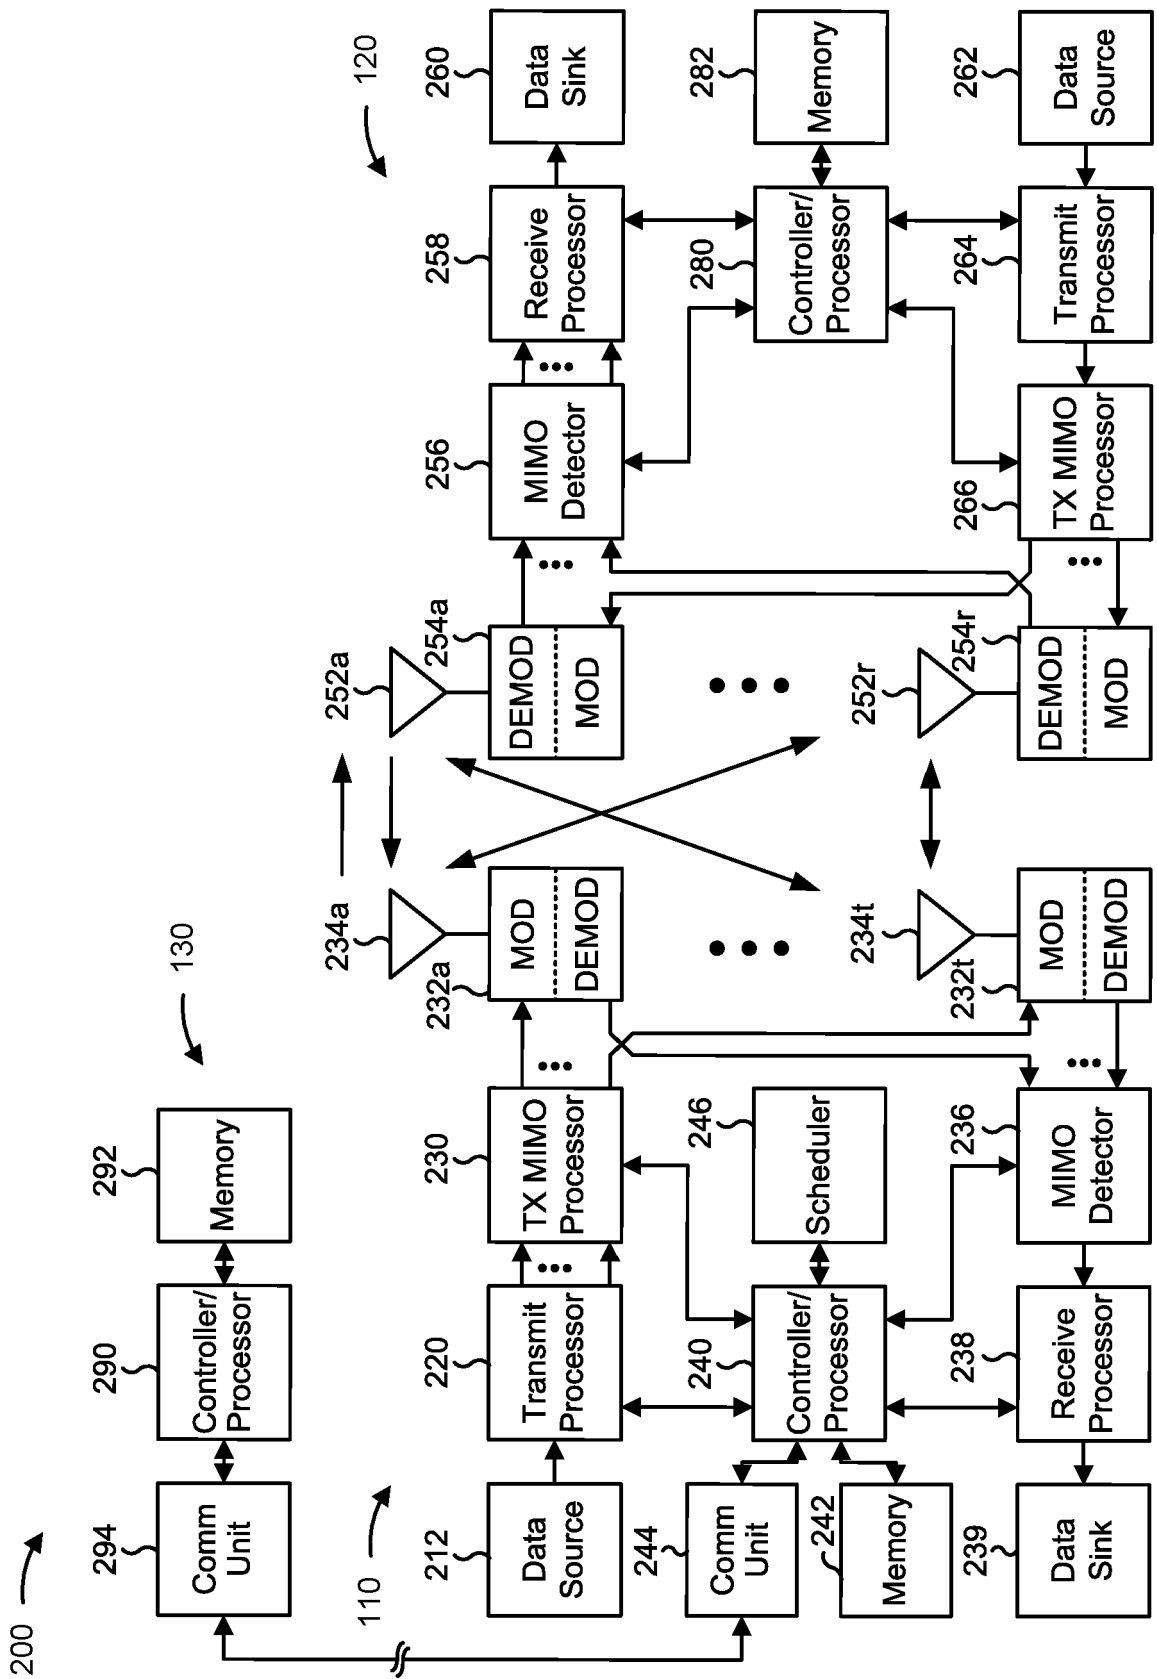 200
130
294
290
292
Comm
Unit
Controller/
Processor
Memory
110
120
212
220
230
232a
234a
252a
254a
256
258
260
Data
Source
Transmit
Processor
TX MIMO
Processor
MOD
DEMOD
DEMOD
MOD
MIMO
Detector
Receive
Processor
Data
Sink
244
242
240
246
280
282
Comm
Unit
Memory
Controller/
Processor
Scheduler
Controller/
Processor
Memory
239
238
236
232t
234t
252r
254r
266
264
262
Data
Sink
Receive
Processor
MIMO
Detector
MOD
DEMOD
DEMOD
MOD
TX MIMO
Processor
Transmit
Processor
Data
Source